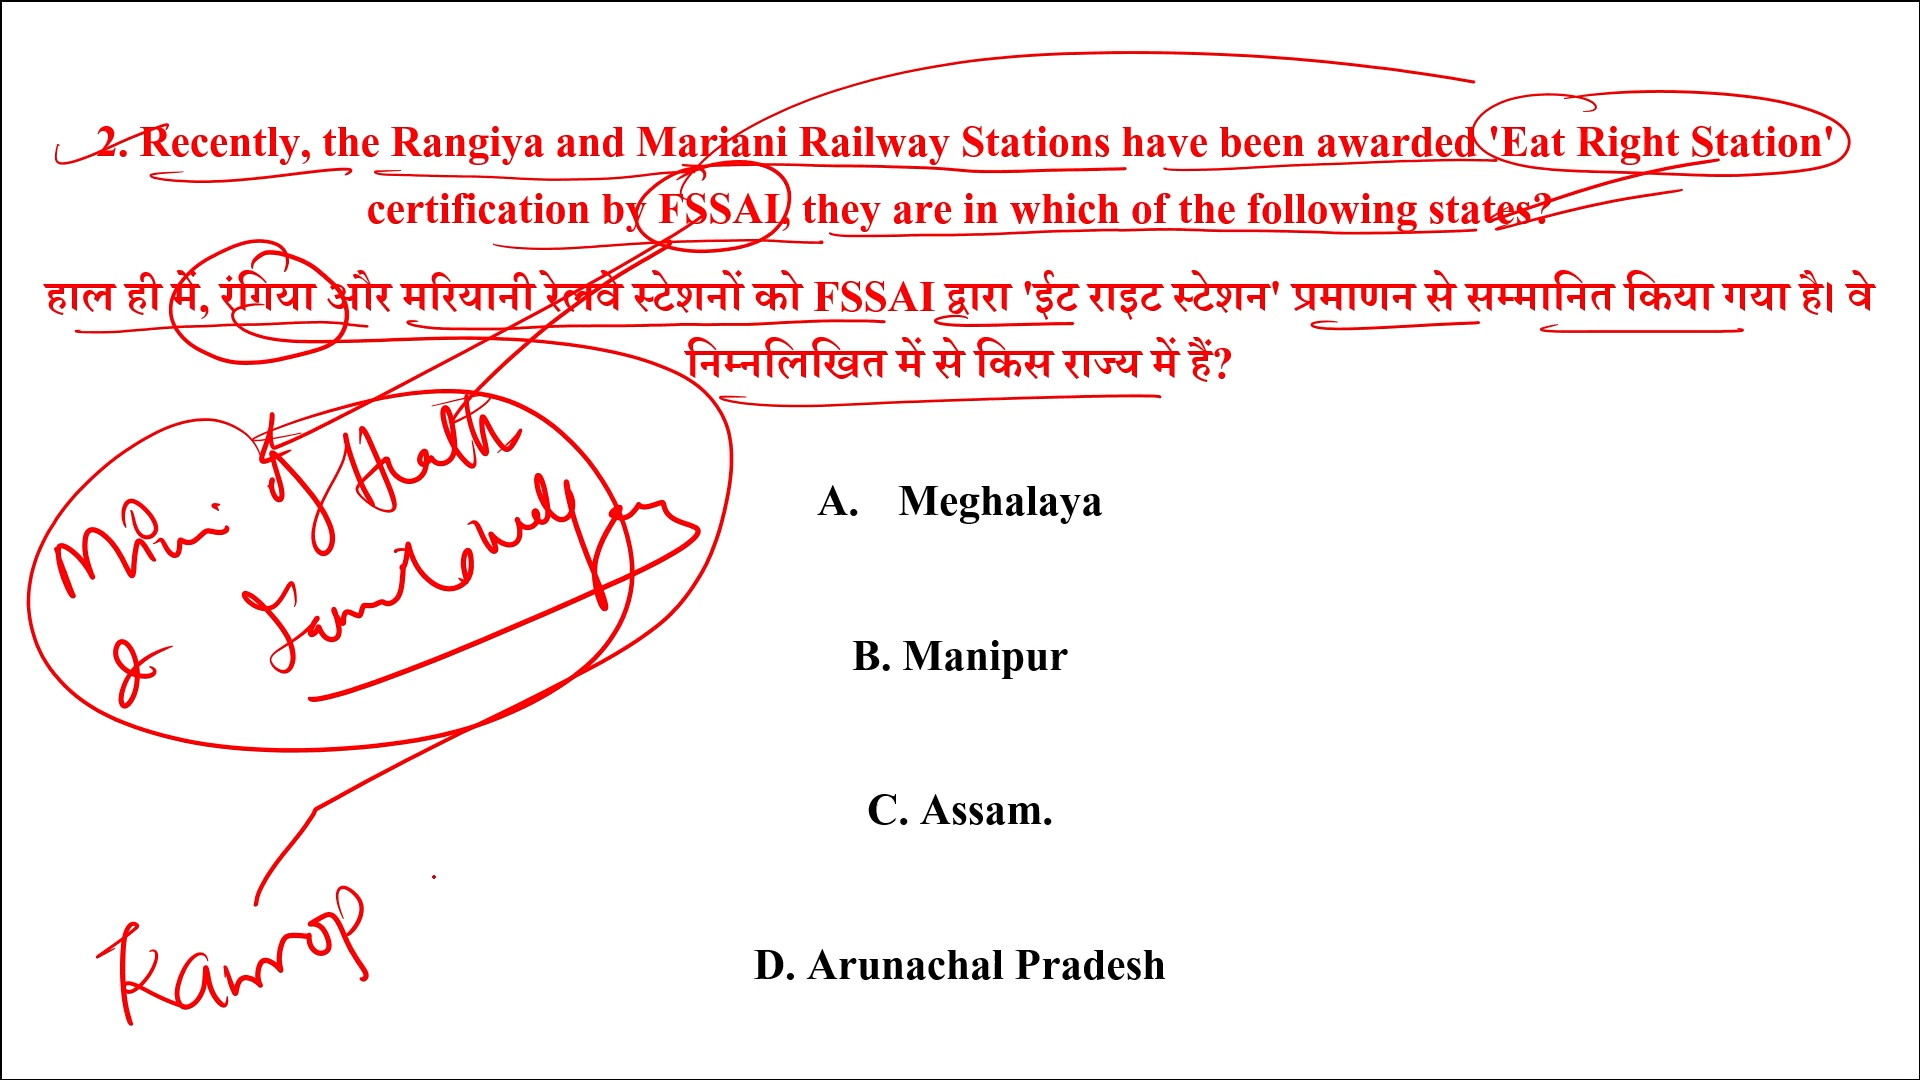 2. Recently, the Rangiya and Mariani Railway Stations have been awarded 'Eat Right Station'
certification by FSSAI, they are in which of the following states?
हाल ही में, रंगिया और मरियानी रेलवे स्टेशनों को FSSAI द्वारा 'ईट राइट स्टेशन' प्रमाणन से सम्मानित किया गया है। वे
निम्नलिखित में से किस राज्य में हैं?
of Health
&
A. Meghalaya
B. Manipur
C. Assam.
D. Arunachal Pradesh
Kamrop